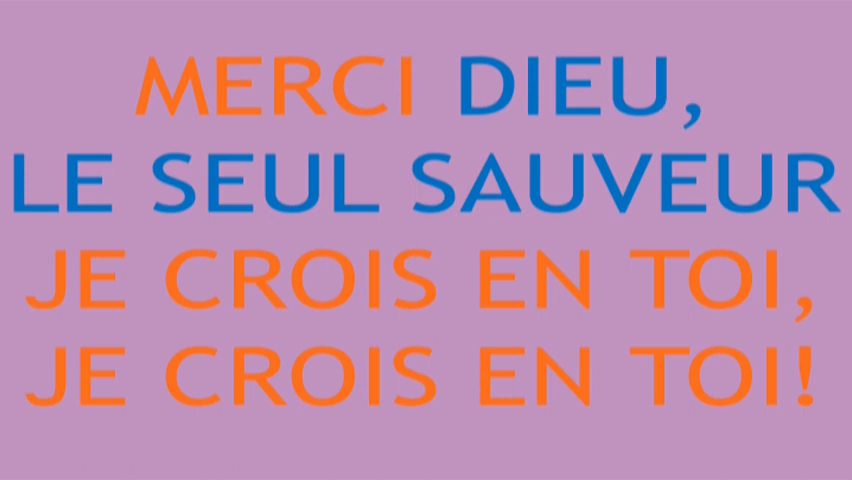 MERCI DIEU,
LE SEUL SAUVEUR
JE CROIS EN TOI,
JE CROIS EN TOI!